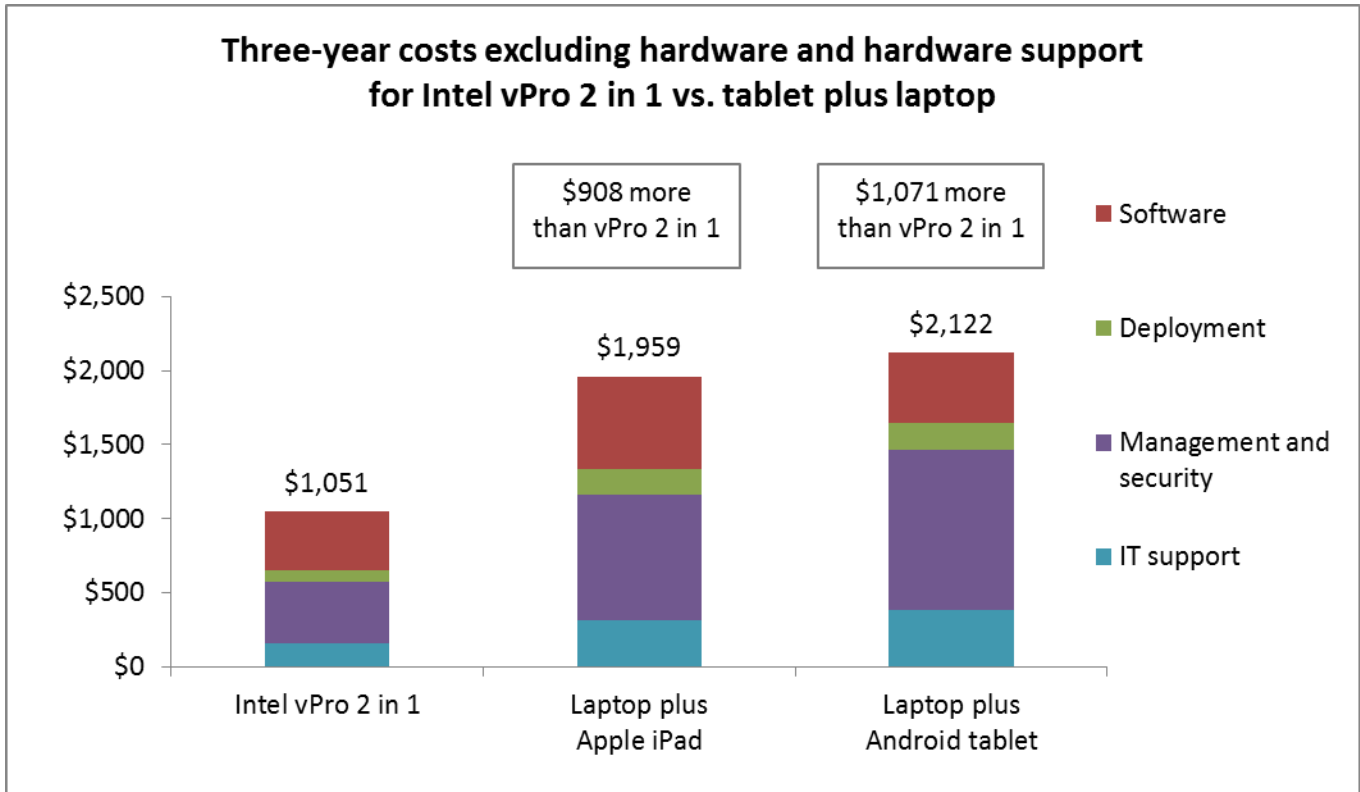 Three-year costs excluding hardware and hardware support
for Intel vPro 2 in 1 vs. tablet plus laptop
$908 more
than vPro 2 in 1
$1,071 more
than vPro 2 in 1
Software
Deployment
Management and
security
IT support
$2,500
$2,000
$1,500
$1,000
$500
$0
$1,051
$1,959
$2,122
Intel vPro 2 in 1
Laptop plus
Apple iPad
Laptop plus
Android tablet